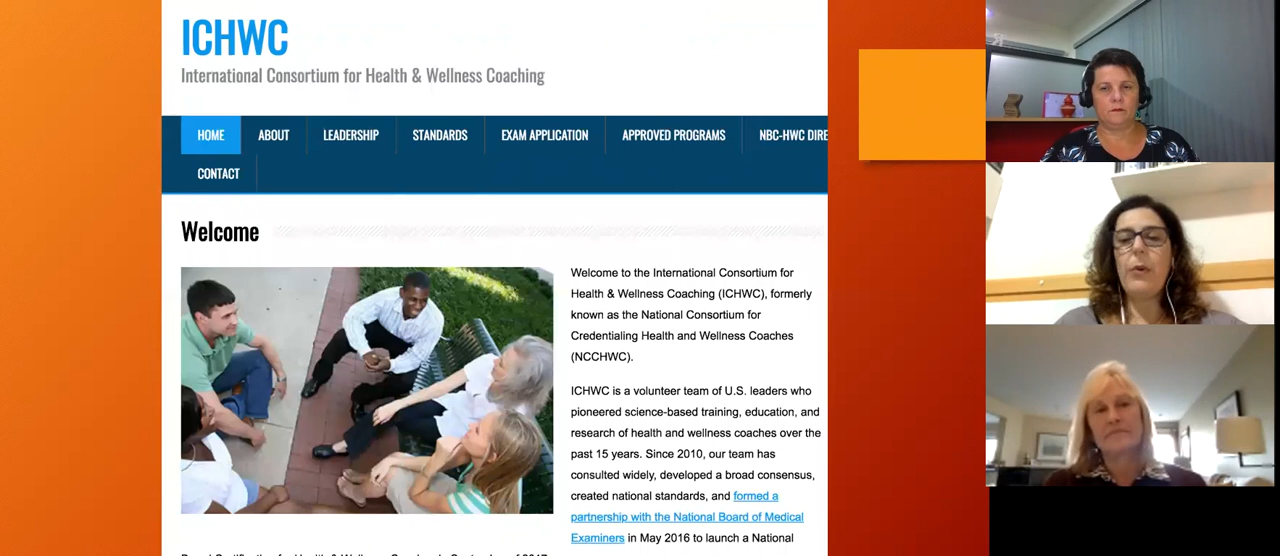 ICHWC
International Consortium for Health & Wellness Coaching
HOME ABOUT LEADERSHIP STANDARDS EXAM APPLICATION APPROVED PROGRAMS NBC-HWC DIRE
CONTACT
Welcome
Welcome to the International Consortium for
Health & Wellness Coaching (ICHWC), formerly
known as the National Consortium for
Credentialing Health and Wellness Coaches
(NCCHWC).
ICHWC is a volunteer team of U.S. leaders who
pioneered science-based training, education, and
research of health and wellness coaches over the
past 15 years. Since 2010, our team has
consulted widely, developed a broad consensus,
created national standards, and formed a
partnership with the National Board of Medical
Examiners in May 2016 to launch a National